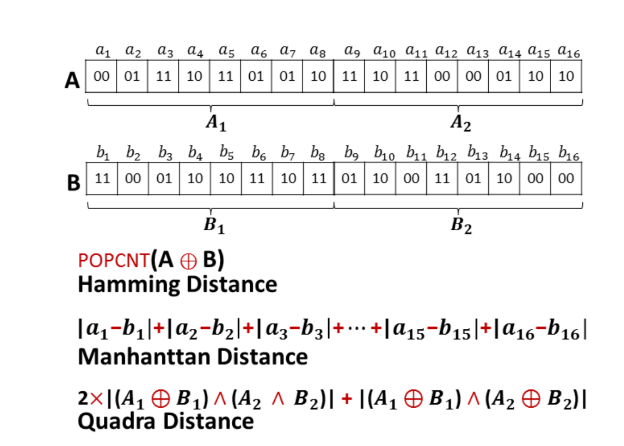 a₁ a₂ a₃ a₄ a₅ a₆ a₇ a₈ a₉ a₁₀ a₁₁ a₁₂ a₁₃ a₁₄ a₁₅ a₁₆
A 00 01 11 10 11 01 01 10 11 10 11 00 00 01 10 10
A₁ A₂
b₁ b₂ b₃ b₄ b₅ b₆ b₇ b₈ b₉ b₁₀ b₁₁ b₁₂ b₁₃ b₁₄ b₁₅ b₁₆
B 11 00 01 10 10 11 10 11 01 10 00 11 01 10 00 00
B₁ B₂
POPCNT(A ⊕ B)
Hamming Distance
|a₁−b₁|+|a₂−b₂|+|a₃−b₃|+⋯+|a₁₅−b₁₅|+|a₁₆−b₁₆|
Manhanttan Distance
2×|(A₁ ⊕ B₁) ∧ (A₂ ∧ B₂)| + |(A₁ ⊕ B₁) ∧ (A₂ ⊕ B₂)|
Quadra Distance